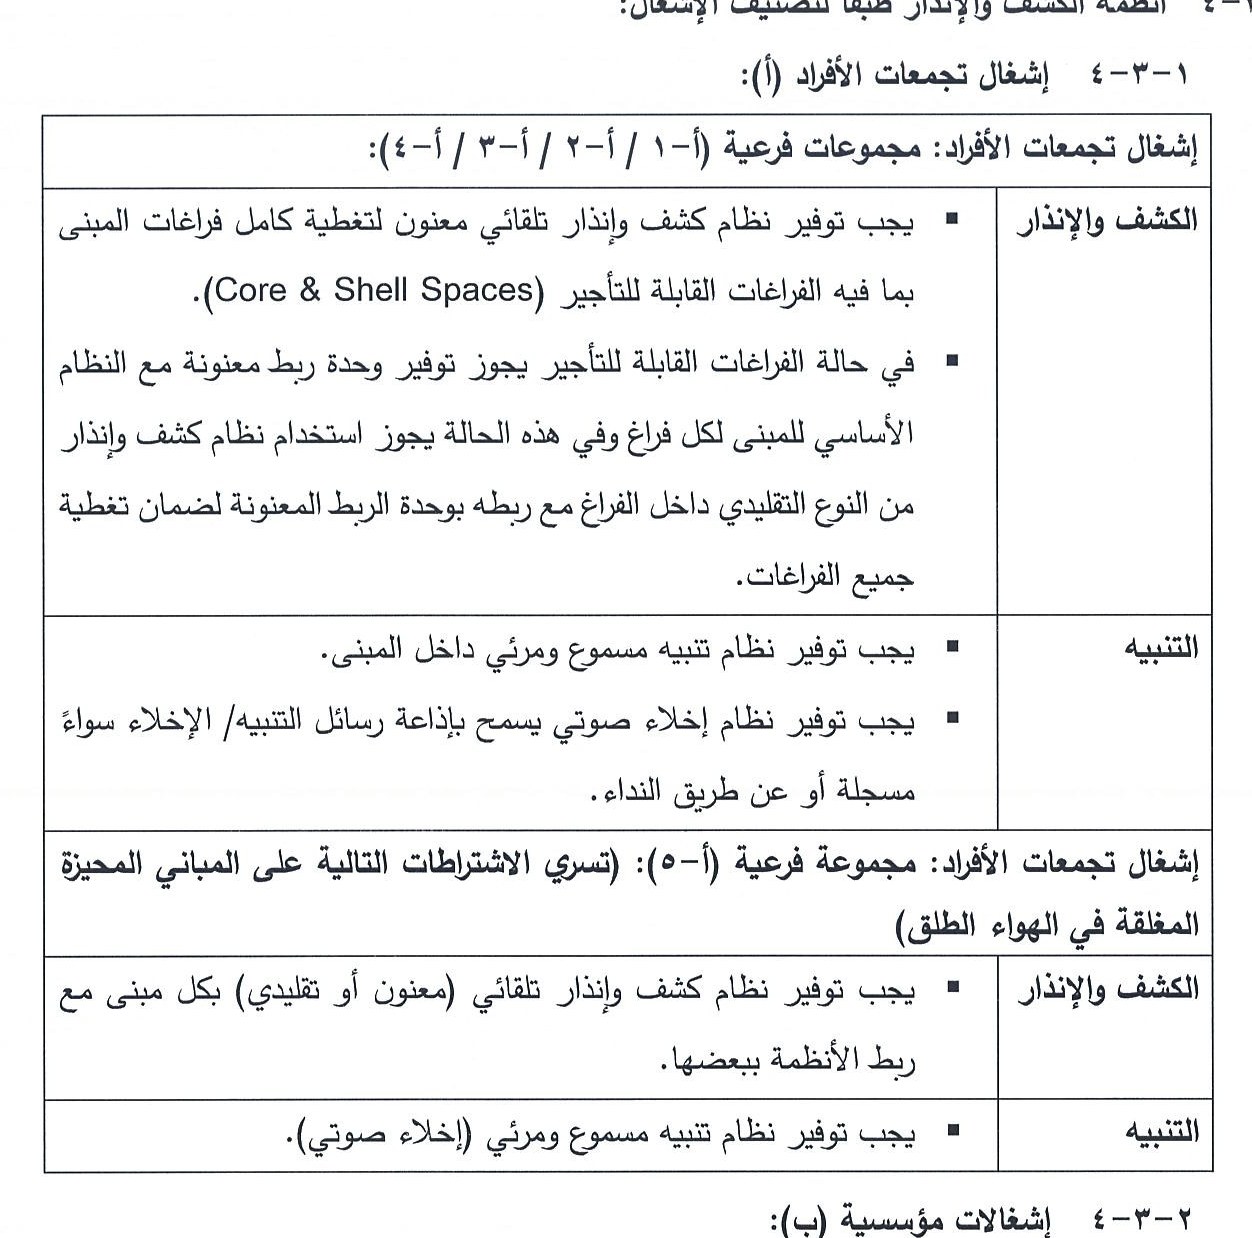 أنظمة الكشف والإنذار طبقا لتصنيف الإشغال:
٤-٣-١ إشغال تجمعات الأفراد (أ):
إشغال تجمعات الأفراد: مجموعات فرعية (أ-١ / أ-٢ / أ-٣ / أ-٤):
الكشف والإنذار
▪ يجب توفير نظام كشف وإنذار تلقائي معنون لتغطية كامل فراغات المبنى
بما فيه الفراغات القابلة للتأجير (Core & Shell Spaces).
▪ في حالة الفراغات القابلة للتأجير يجوز توفير وحدة ربط معنونة مع النظام
الأساسي للمبنى لكل فراغ وفي هذه الحالة يجوز استخدام نظام كشف وإنذار
من النوع التقليدي داخل الفراغ مع ربطه بوحدة الربط المعنونة لضمان تغطية
جميع الفراغات.
التنبيه
▪ يجب توفير نظام تنبيه مسموع ومرئي داخل المبنى.
▪ يجب توفير نظام إخلاء صوتي يسمح بإذاعة رسائل التنبيه/ الإخلاء سواءً
مسجلة أو عن طريق النداء.
إشغال تجمعات الأفراد: مجموعة فرعية (أ-٥): (تسري الاشتراطات التالية على المباني المحيزة
المغلقة في الهواء الطلق)
الكشف والإنذار
▪ يجب توفير نظام كشف وإنذار تلقائي (معنون أو تقليدي) بكل مبنى مع
ربط الأنظمة ببعضها.
التنبيه
▪ يجب توفير نظام تنبيه مسموع ومرئي (إخلاء صوتي).
٤-٣-٢ إشغالات مؤسسية (ب):